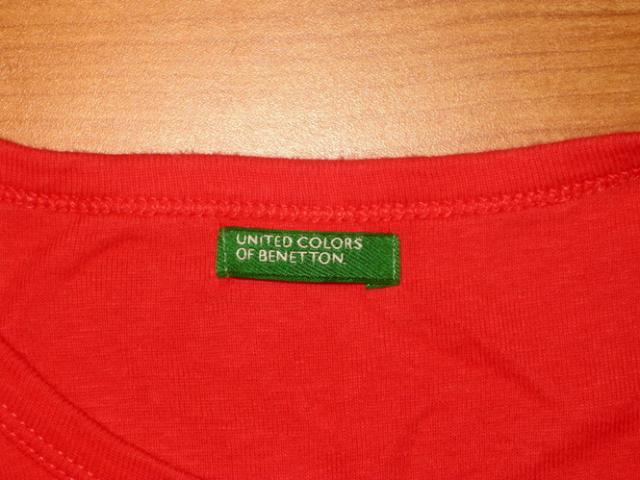 UNITED COLORS
OF BENETTON.